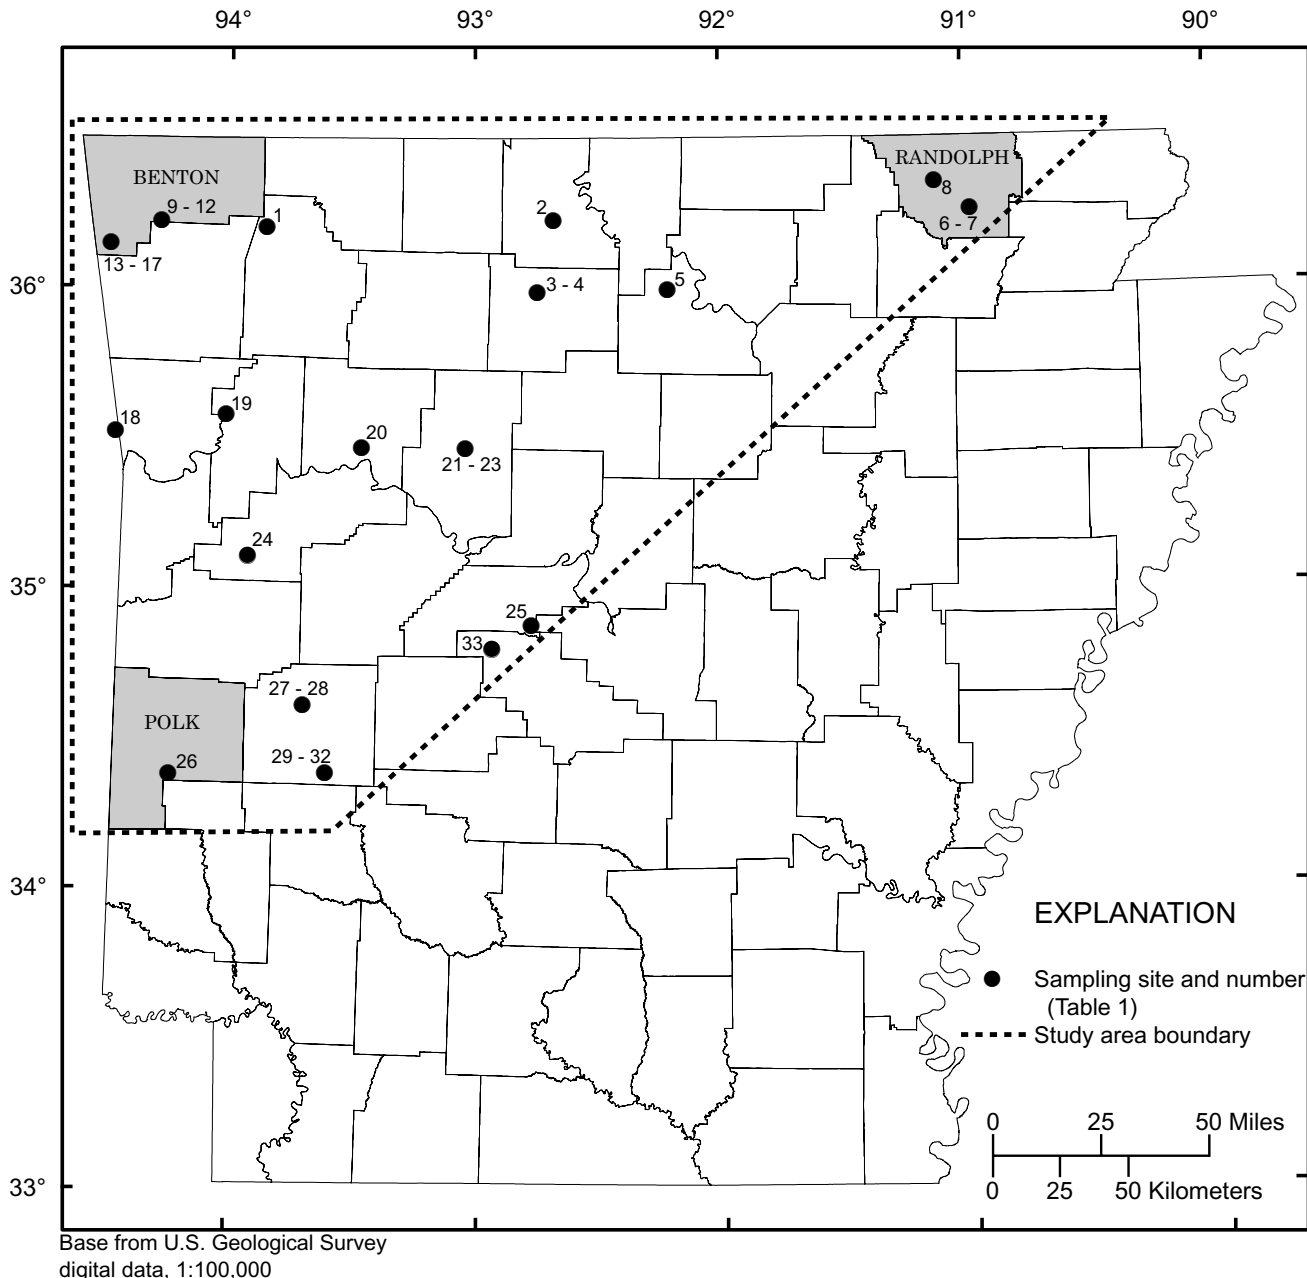 94°
93°
92°
91°
90°
BENTON
RANDOLPH
8
9 - 12
1
2
6 - 7
13 - 17
36°
3 - 4
5
18
19
20
21 - 23
24
35°
25
33
27 - 28
POLK
29 - 32
26
34°
EXPLANATION
Sampling site and number
(Table 1)
Study area boundary
0 25 50 Miles
33°
0 25 50 Kilometers
Base from U.S. Geological Survey
digital data, 1:100,000